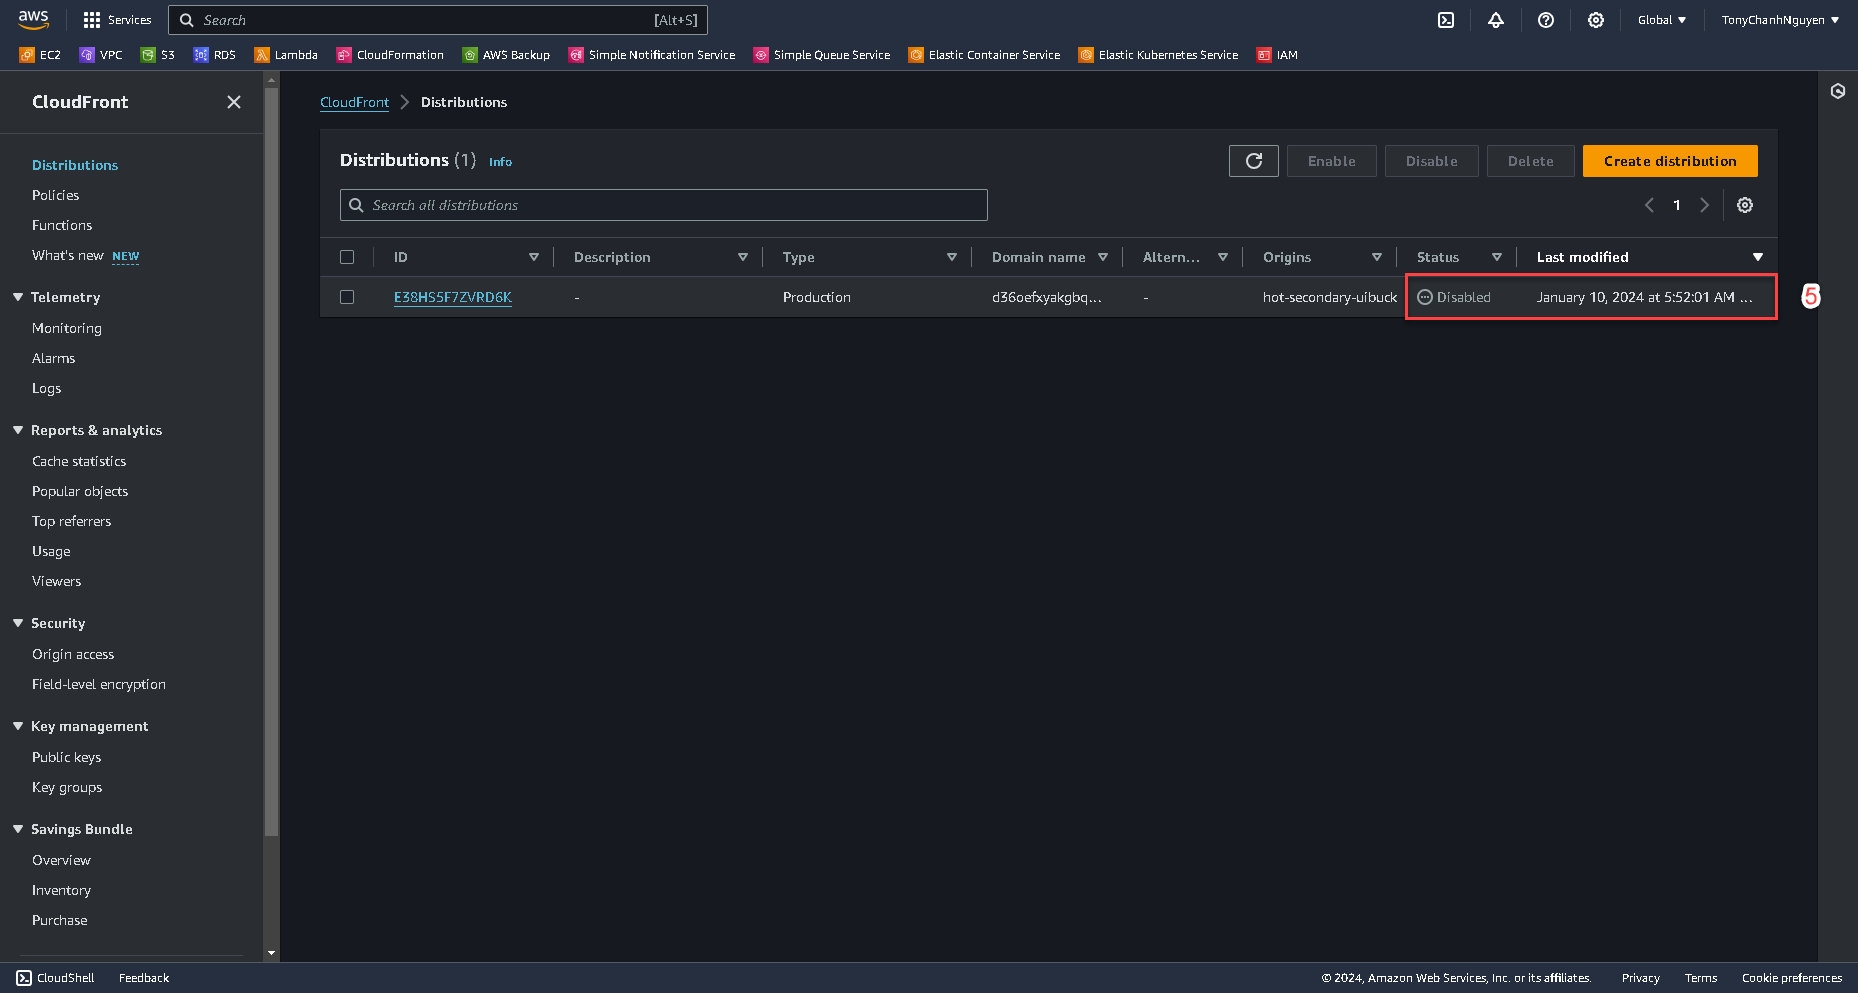 aws
Services
Search
[Alt+S]
Global
TonyChanhNguyen
EC2
VPC
S3
RDS
Lambda
CloudFormation
AWS Backup
Simple Notification Service
Simple Queue Service
Elastic Container Service
Elastic Kubernetes Service
IAM
CloudFront
Distributions
Policies
Functions
What's new NEW
Telemetry
Monitoring
Alarms
Logs
Reports & analytics
Cache statistics
Popular objects
Top referrers
Usage
Viewers
Security
Origin access
Field-level encryption
Key management
Public keys
Key groups
Savings Bundle
Overview
Inventory
Purchase
CloudFront
Distributions
Distributions (1) Info
Enable
Disable
Delete
Create distribution
Search all distributions
1
ID
Description
Type
Domain name
Altern...
Origins
Status
Last modified
E38HS5F7ZVRD6K
-
Production
d36oefxyakgbq...
-
hot-secondary-uibuck
Disabled
January 10, 2024 at 5:52:01 AM ...
5
CloudShell
Feedback
© 2024, Amazon Web Services, Inc. or its affiliates.
Privacy
Terms
Cookie preferences